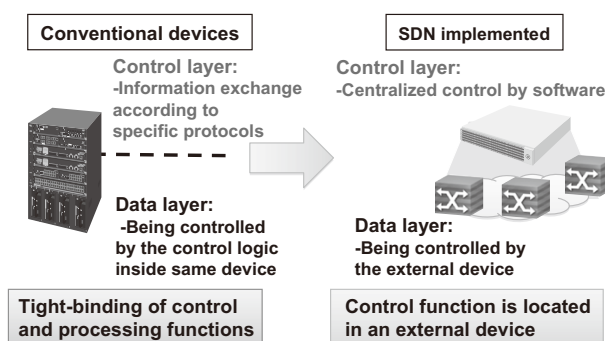 Conventional devices
Control layer:
-Information exchange
according to
specific protocols
Data layer:
-Being controlled
by the control logic
inside same device
Tight-binding of control
and processing functions
SDN implemented
Control layer:
-Centralized control by software
Data layer:
-Being controlled by
the external device
Control function is located
in an external device